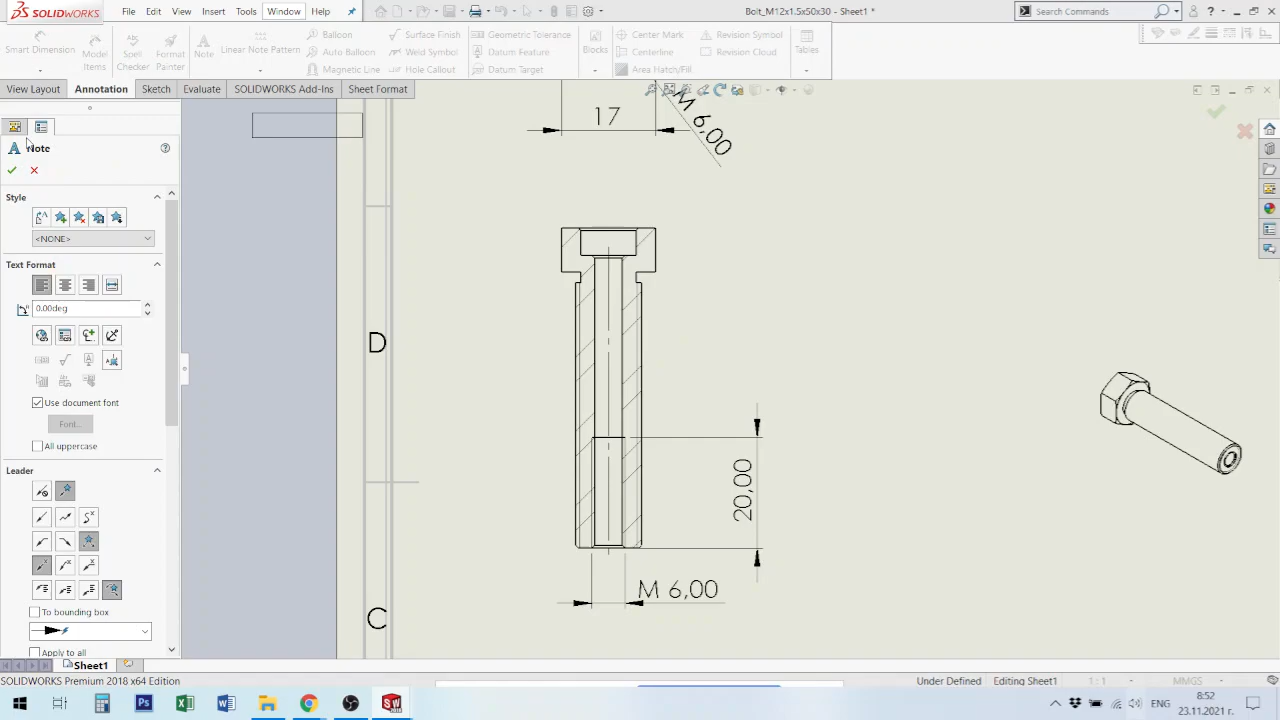 SOLIDWORKS File Edit View Insert Tools Window Help Bolt_M12x1.5x50x30 - Sheet1 * Search Commands
Smart Dimension Model Items Spell Checker Format Painter Note Linear Note Pattern
Balloon Surface Finish Geometric Tolerance Blocks Center Mark Revision Symbol Tables
Auto Balloon Weld Symbol Datum Feature Centerline Revision Cloud
Magnetic Line Hole Callout Datum Target Area Hatch/Fill
View Layout Annotation Sketch Evaluate SOLIDWORKS Add-Ins Sheet Format
17
M 6,00
Note
Style
<NONE>
Text Format
0.00deg
Use document font
Font...
All uppercase
Leader
To bounding box
Apply to all
D
C
20,00
M 6,00
Sheet1
SOLIDWORKS Premium 2018 x64 Edition Under Defined Editing Sheet1 1 : 1 MMGS
ENG 8:52
23.11.2021 г.